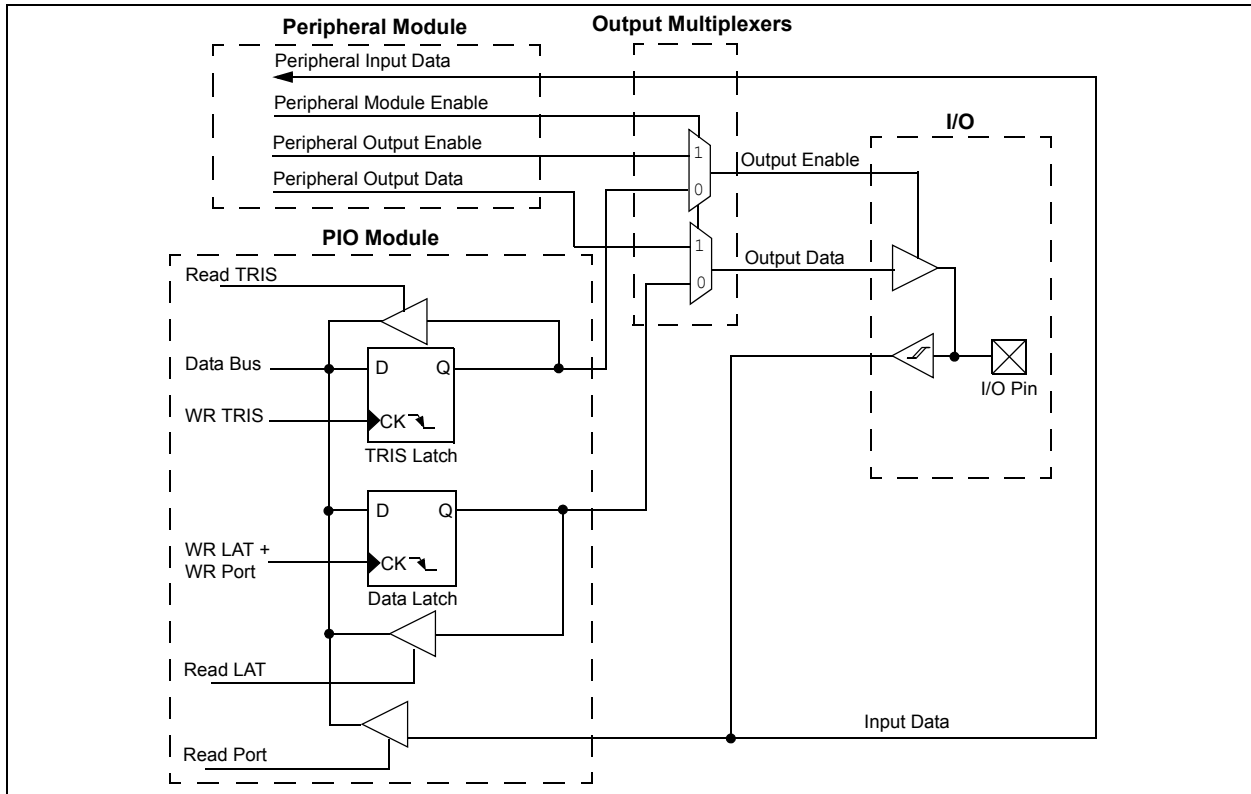 Peripheral Module
Output Multiplexers
Peripheral Input Data
Peripheral Module Enable
Peripheral Output Enable
Peripheral Output Data
1
0
1
0
Output Enable
Output Data
I/O
I/O Pin
PIO Module
Read TRIS
Data Bus
D
Q
WR TRIS
CK
TRIS Latch
D
Q
WR LAT +
WR Port
CK
Data Latch
Read LAT
Read Port
Input Data